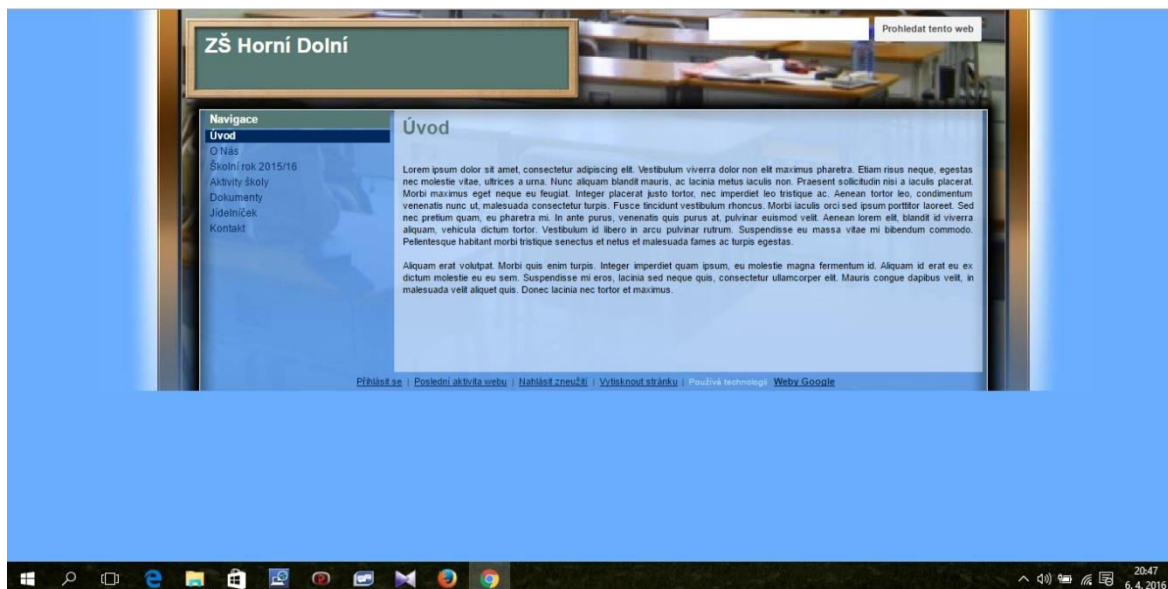 ZŠ Horní Dolní
Prohledat tento web
Navigace
Úvod
O Nás
Školní rok 2015/16
Aktivity školy
Dokumenty
Jídelníček
Kontakt
Úvod
Lorem ipsum dolor sit amet, consectetur adipiscing elit. Vestibulum viverra dolor non elit maximus pharetra. Etiam risus neque, egestas
nec molestie vitae, ultrices a urna. Nunc aliquam blandit mauris, ac lacinia metus iaculis non. Praesent sollicitudin nisi a iaculis placerat.
Morbi maximus eget neque eu feugiat. Integer placerat justo tortor, nec imperdiet leo tristique ac. Aenean tortor leo, condimentum
venenatis nunc ut, malesuada consectetur turpis. Fusce tincidunt vestibulum rhoncus. Morbi iaculis orci sed ipsum porttitor laoreet. Sed
nec pretium quam, eu pharetra mi. In ante purus, venenatis quis purus at, pulvinar euismod velit. Aenean lorem elit, blandit id viverra
aliquam, vehicula dictum tortor. Vestibulum id libero in arcu pulvinar rutrum. Suspendisse eu massa vitae mi bibendum commodo.
Pellentesque habitant morbi tristique senectus et netus et malesuada fames ac turpis egestas.
Aliquam erat volutpat. Morbi quis enim turpis. Integer imperdiet quam ipsum, eu molestie magna fermentum id. Aliquam id erat eu ex
dictum molestie eu eu sem. Suspendisse mi eros, lacinia sed neque quis, consectetur ullamcorper elit. Mauris congue dapibus velit, in
malesuada velit aliquet quis. Donec lacinia nec tortor et maximus.
Přihlásit se | Poslední aktivita webu | Nahlásit zneužití | Vytisknout stránku | Používá technologii Weby Google
20:47
6. 4. 2016